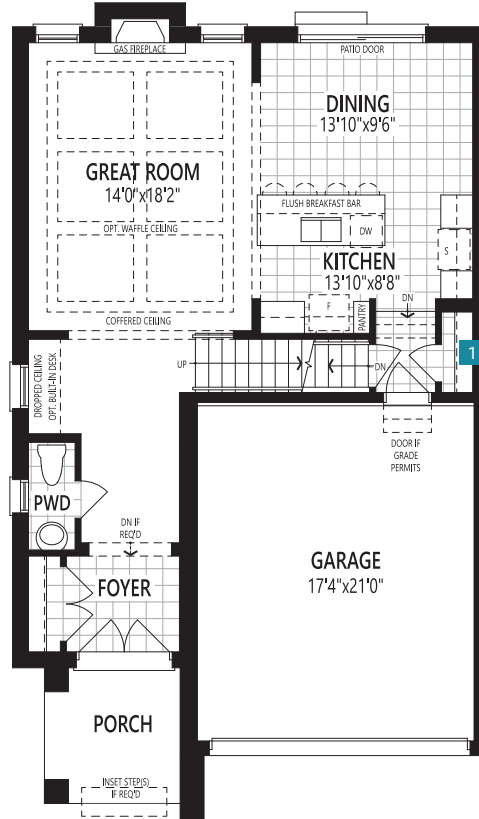 GAS FIREPLACE
PATIO DOOR
DINING
13'10"x9'6"
GREAT ROOM
14'0"x18'2"
FLUSH BREAKFAST BAR
OPT. WAFFLE CEILING
DW
S
KITCHEN
13'10"x8'8"
DN
F
PANTRY
COFFERED CEILING
1
UP
DN
DROPPED CEILING
OPT. BUILT-IN DESK
DOOR IF
GRADE
PERMITS
PWD
DN IF
REQ'D
GARAGE
17'4"x21'0"
FOYER
PORCH
INSET STEP(S)
IF REQ'D